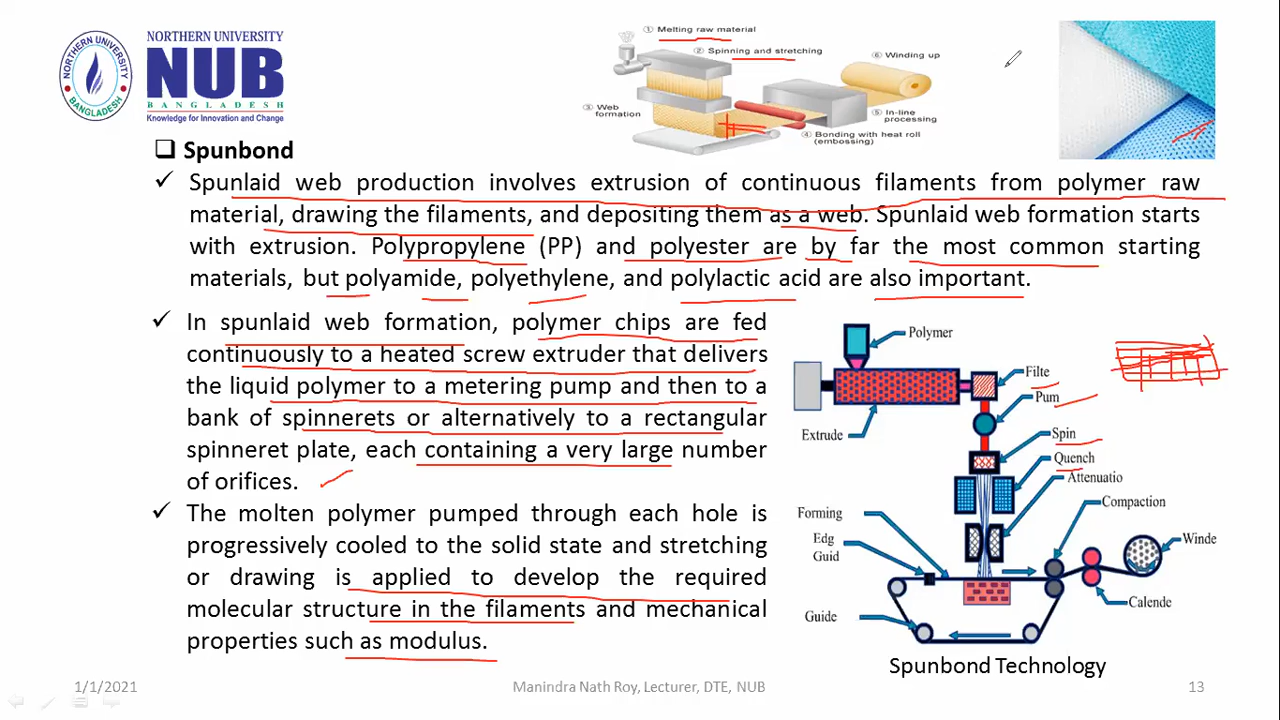 NORTHERN UNIVERSITY
NUB
BANGLADESH
Knowledge for Innovation and Change
NORTHERN UNIVERSITY
BANGLADESH
① Melting raw material
② Spinning and stretching
③ Web
formation
④ Bonding with heat roll
(embossing)
⑤ In-line
processing
⑥ Winding up
❑ Spunbond
✓ Spunlaid web production involves extrusion of continuous filaments from polymer raw
material, drawing the filaments, and depositing them as a web. Spunlaid web formation starts
with extrusion. Polypropylene (PP) and polyester are by far the most common starting
materials, but polyamide, polyethylene, and polylactic acid are also important.
✓ In spunlaid web formation, polymer chips are fed
continuously to a heated screw extruder that delivers
the liquid polymer to a metering pump and then to a
bank of spinnerets or alternatively to a rectangular
spinneret plate, each containing a very large number
of orifices.
✓ The molten polymer pumped through each hole is
progressively cooled to the solid state and stretching
or drawing is applied to develop the required
molecular structure in the filaments and mechanical
properties such as modulus.
Polymer
Filte
Pum
Extrude
Spin
Quench
Attenuatio
Compaction
Forming
Edg
Guid
Winde
Calende
Guide
Spunbond Technology
1/1/2021
Manindra Nath Roy, Lecturer, DTE, NUB
13